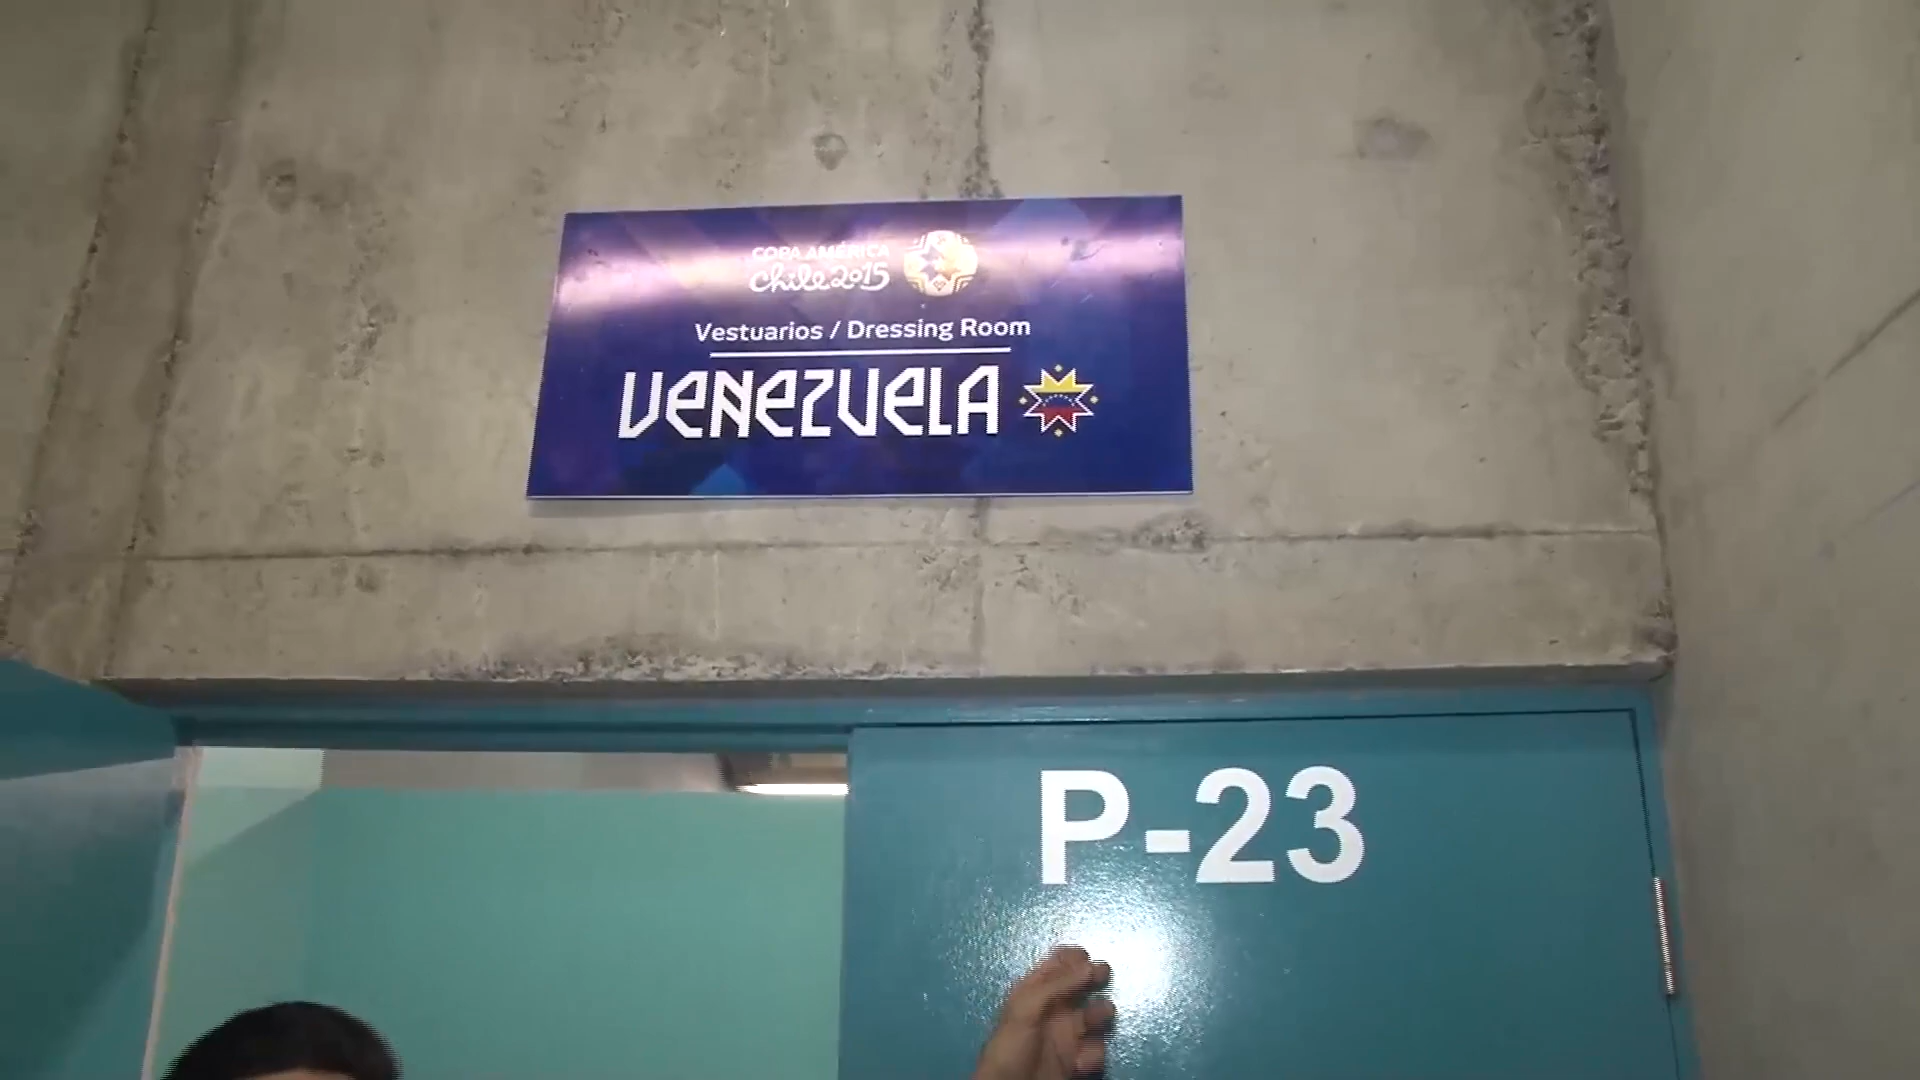 COPA AMÉRICA
Chile 2015
Vestuarios / Dressing Room
VENEZUELA
P-23